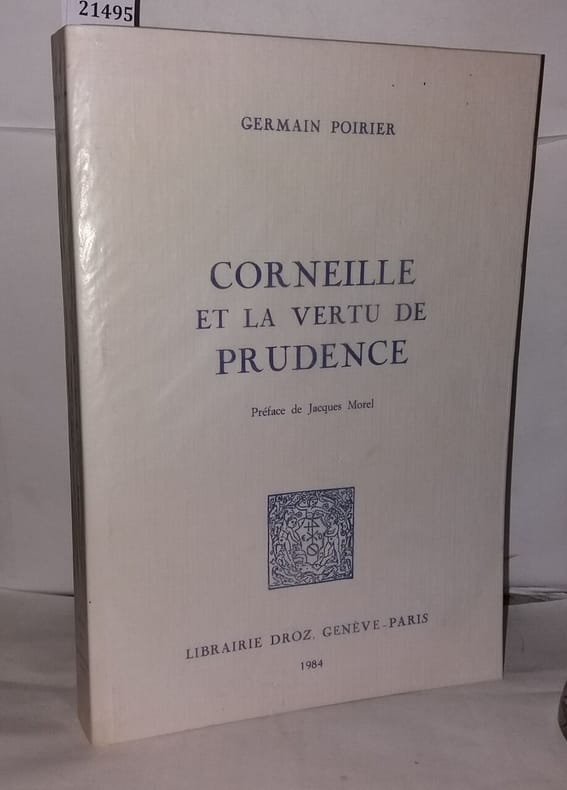 21495
GERMAIN POIRIER
CORNEILLE
ET LA VERTU DE
PRUDENCE
Préface de Jacques Morel
LIBRAIRIE DROZ, GENÈVE-PARIS
1984